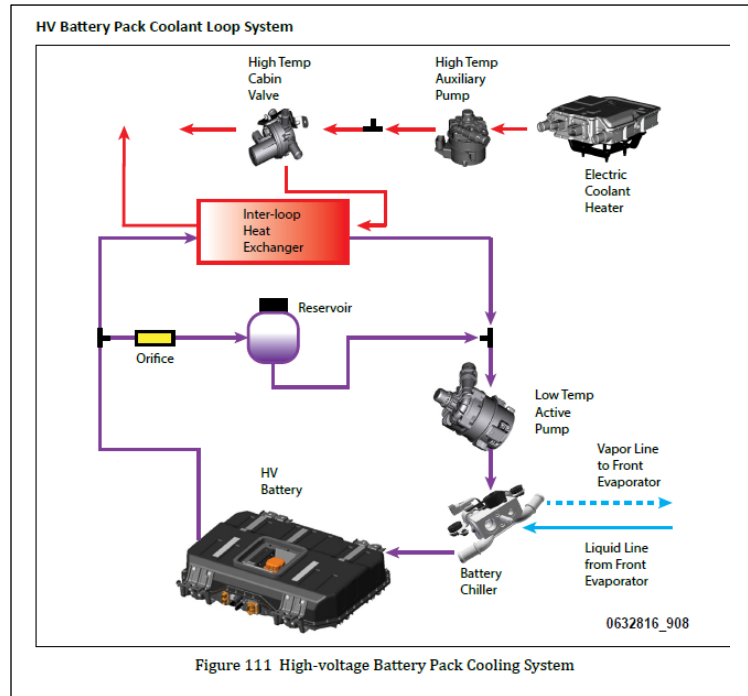 HV Battery Pack Coolant Loop System
High Temp
Cabin
Valve
High Temp
Auxiliary
Pump
Electric
Coolant
Heater
Inter-loop
Heat
Exchanger
Reservoir
Orifice
Low Temp
Active
Pump
Vapor Line
to Front
Evaporator
HV
Battery
Liquid Line
from Front
Evaporator
Battery
Chiller
0632816_908
Figure 111 High-voltage Battery Pack Cooling System